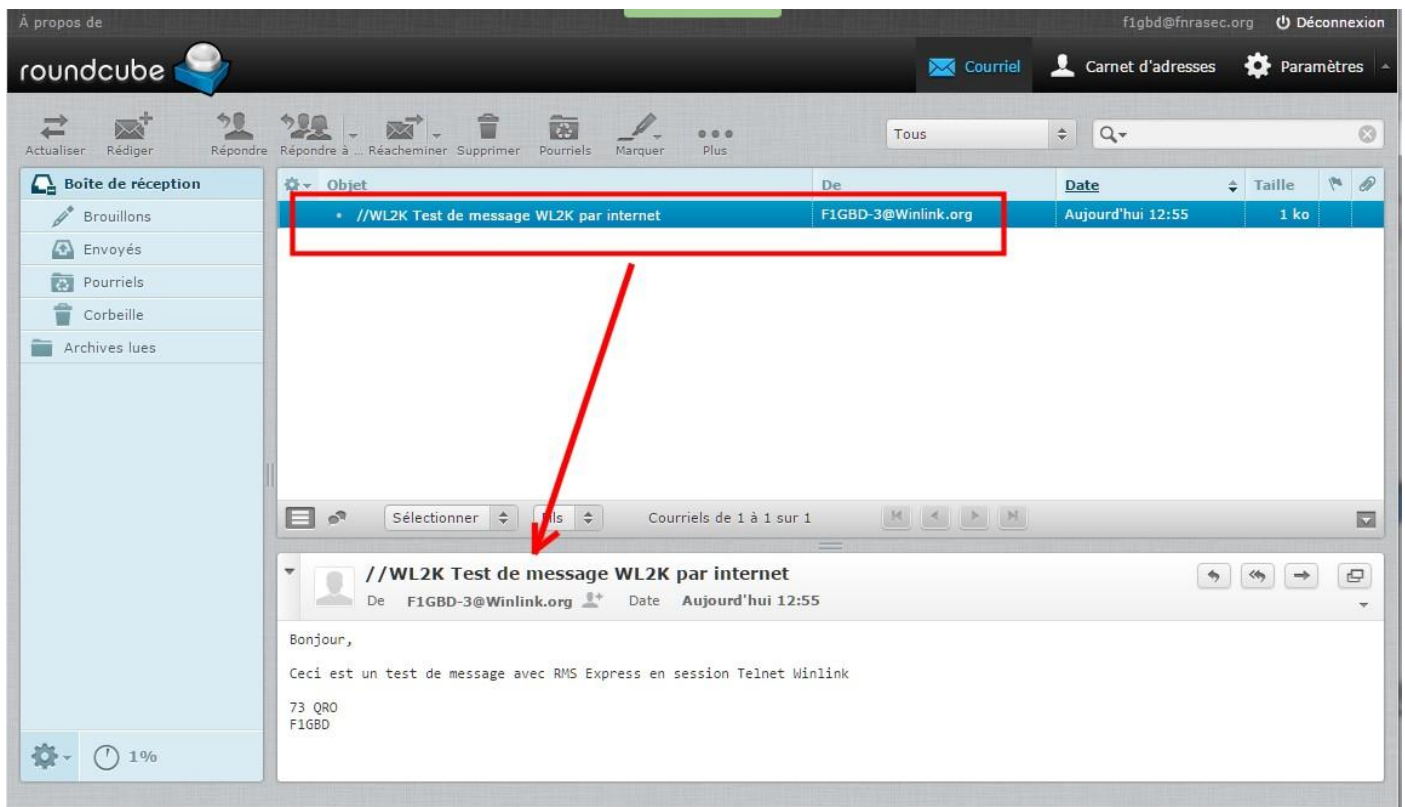 À propos de
f1gbd@fnrasec.org Déconnexion
roundcube
Courriel Carnet d'adresses Paramètres
Actualiser Rédiger Répondre Répondre à ... Réacheminer Supprimer Pourriels Marquer Plus
Tous
Boîte de réception
Brouillons
Envoyés
Pourriels
Corbeille
Archives lues
Objet De Date Taille
//WL2K Test de message WL2K par internet F1GBD-3@Winlink.org Aujourd'hui 12:55 1 ko
Sélectionner Courriels de 1 à 1 sur 1
//WL2K Test de message WL2K par internet
De F1GBD-3@Winlink.org Date Aujourd'hui 12:55
Bonjour,
Ceci est un test de message avec RMS Express en session Telnet Winlink
73 QRO
F1GBD
1%